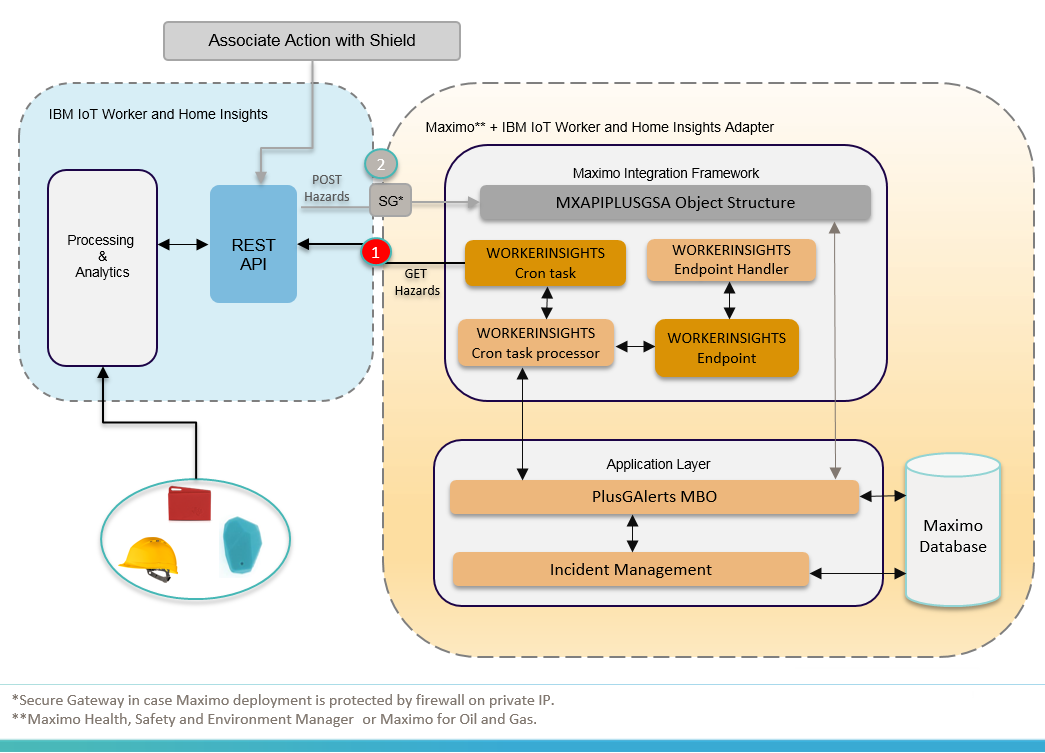 Associate Action with Shield
IBM IoT Worker and Home Insights
Processing
&
Analytics
REST
API
POST
Hazards
2
SG*
1
GET
Hazards
Maximo** + IBM IoT Worker and Home Insights Adapter
Maximo Integration Framework
MXAPIPLUSGSA Object Structure
WORKERINSIGHTS
Cron task
WORKERINSIGHTS
Endpoint Handler
WORKERINSIGHTS
Cron task processor
WORKERINSIGHTS
Endpoint
Application Layer
PlusGAlerts MBO
Incident Management
Maximo
Database
*Secure Gateway in case Maximo deployment is protected by firewall on private IP.
**Maximo Health, Safety and Environment Manager or Maximo for Oil and Gas.